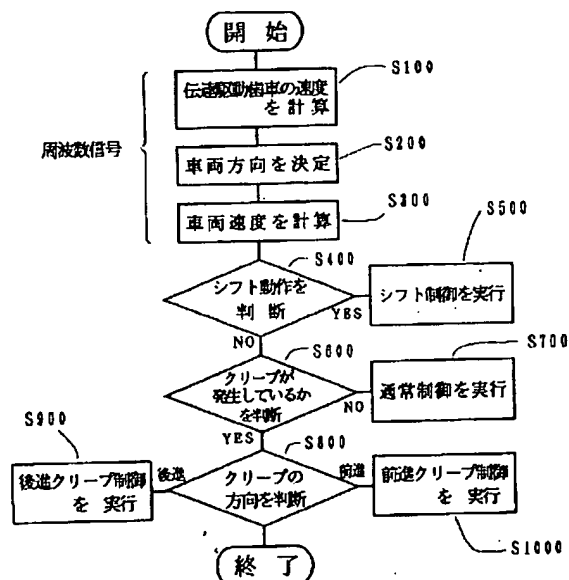 開始
伝達駆動歯車の速度
を計算
S100
周波数信号
車両方向を決定
S200
車両速度を計算
S300
シフト動作を
判断
S400
YES
シフト制御を実行
S500
NO
クリープが
発生しているか
を判断
S600
NO
通常制御を実行
S700
YES
クリープの
方向を判断
S800
後進
後進クリープ制御
を 実行
S900
前進
前進クリープ制御
を 実行
S1000
終了